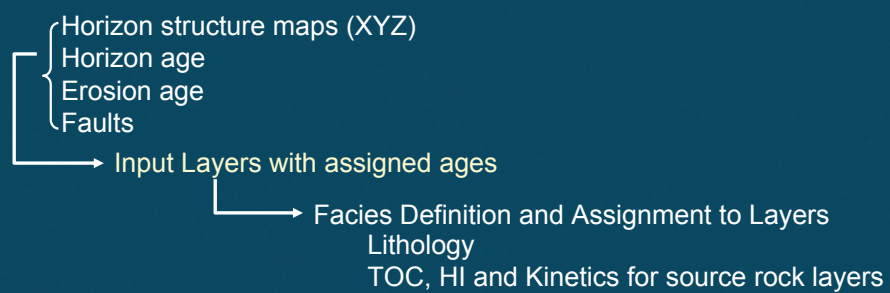 Horizon structure maps (XYZ)
Horizon age
Erosion age
Faults
Input Layers with assigned ages
Facies Definition and Assignment to Layers
Lithology
TOC, HI and Kinetics for source rock layers